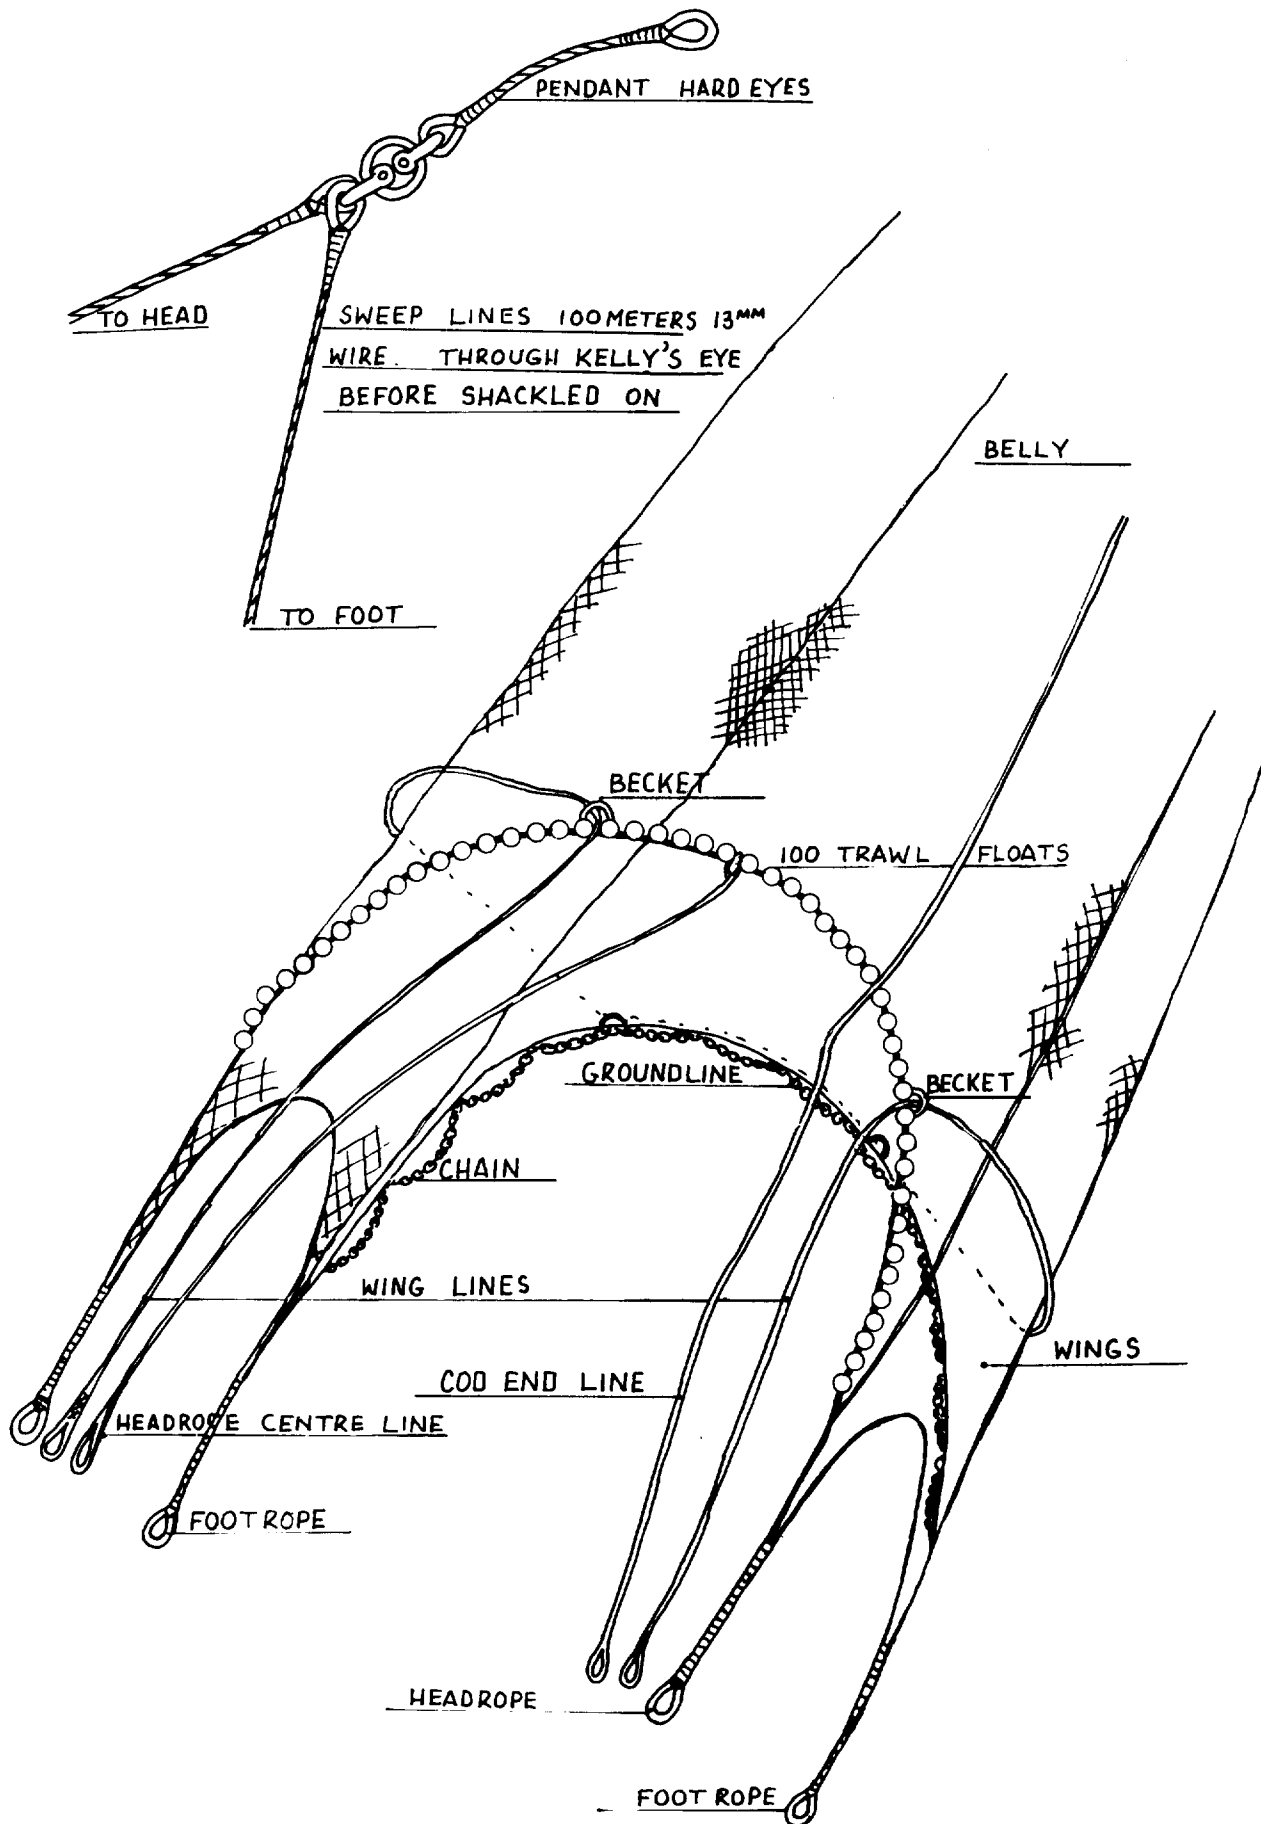 PENDANT HARD EYES
TO HEAD
SWEEP LINES 100 METERS 13MM
WIRE. THROUGH KELLY'S EYE
BEFORE SHACKLED ON
BELLY
TO FOOT
BECKET
100 TRAWL FLOATS
GROUNDLINE
BECKET
CHAIN
WING LINES
WINGS
COD END LINE
HEADROPE CENTRE LINE
FOOT ROPE
HEADROPE
FOOT ROPE